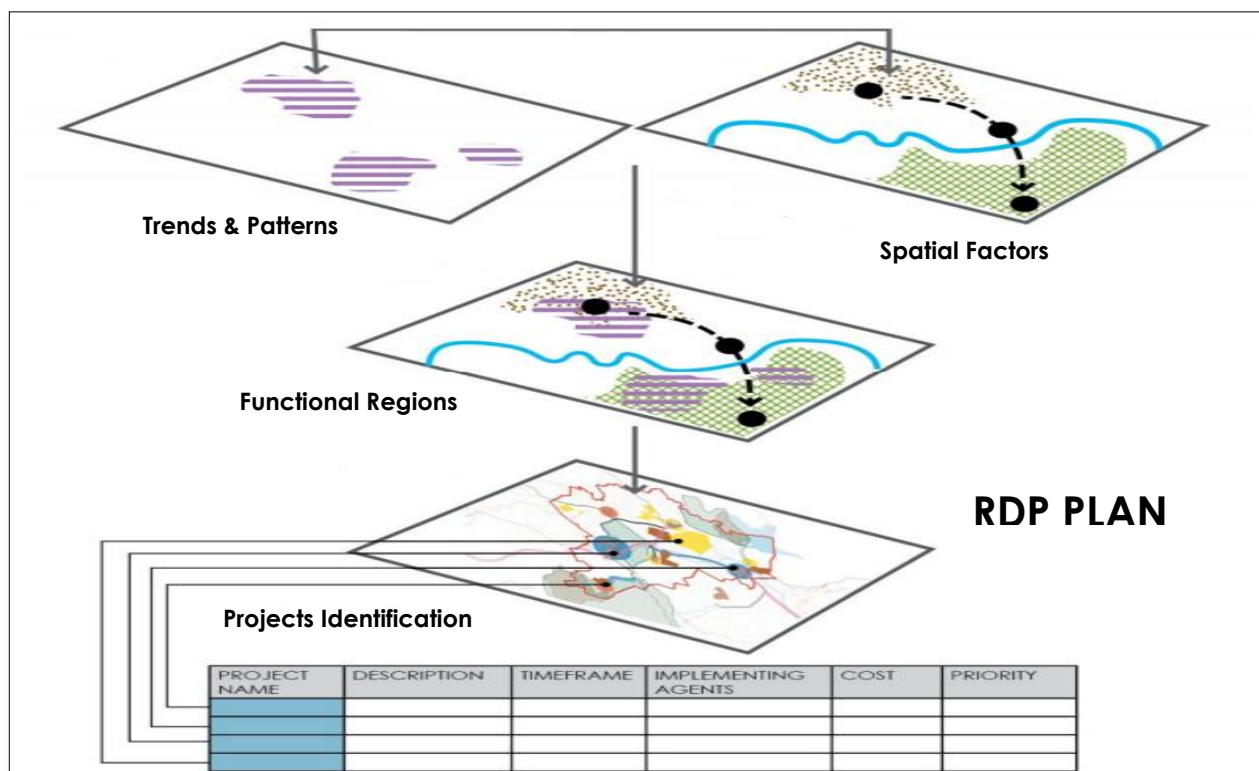 Trends & Patterns
Spatial Factors
Functional Regions
RDP PLAN
Projects Identification
PROJECT NAME
DESCRIPTION
TIMEFRAME
IMPLEMENTING AGENTS
COST
PRIORITY